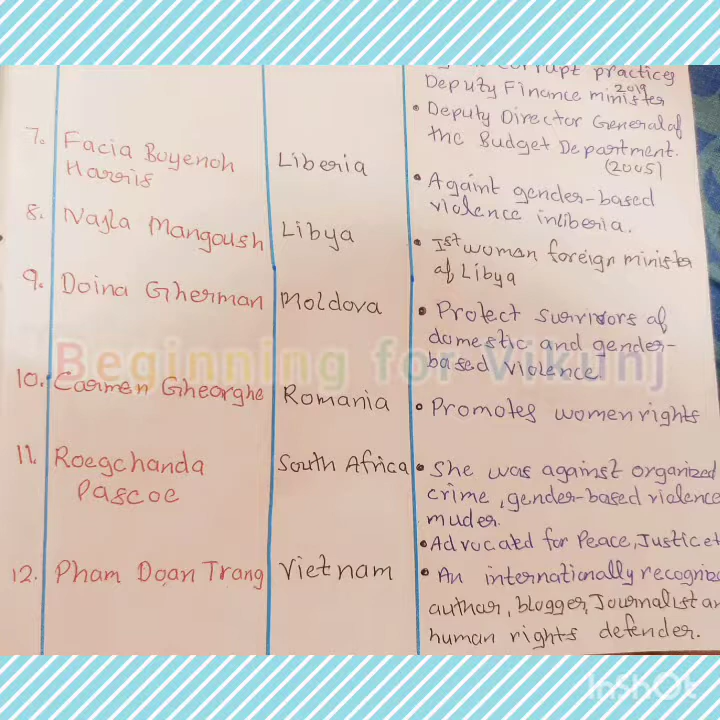 corrupt practices
Deputy Finance minister
2019
• Deputy Director General of
the Budget Department.
(2005)
7. Facia Boyenoh
Harris
Liberia
• Againt gender-based
violence inliberia.
8. Najla Mangoush
Libya
• Ist woman foreign minister
of Libya
9. Doina Gherman
Moldova
• Protect survivors of
domestic and gender-
based violence.
Beginning for Vikunj
10. Carmen Gheorghe
Romania
• Promotes women rights
11. Roegchanda
Pascoe
South Africa
• She was against organized
crime, gender-based violence
muder.
• Advocated for Peace, Justice
12. Pham Doan Trang
Vietnam
• An internationally recogniz
author, blogger, Journalist an
human rights defender.
InShOt